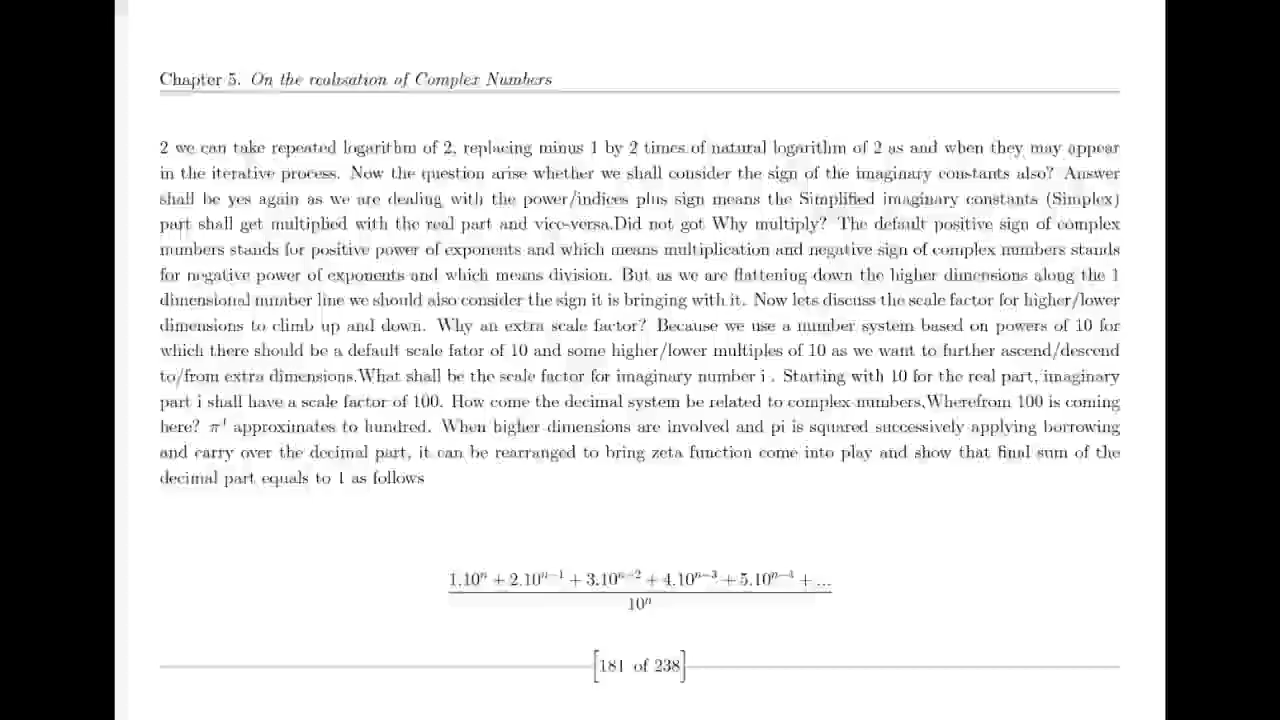 Chapter 5. On the realisation of Complex Numbers
2 we can take repeated logarithm of 2, replacing minus 1 by 2 times of natural logarithm of 2 as and when they may appear
in the iterative process. Now the question arise whether we shall consider the sign of the imaginary constants also? Answer
shall be yes again as we are dealing with the power/indices plus sign means the Simplified imaginary constants (Simplex)
part shall get multiplied with the real part and vice-versa.Did not got Why multiply? The default positive sign of complex
numbers stands for positive power of exponents and which means multiplication and negative sign of complex numbers stands
for negative power of exponents and which means division. But as we are flattening down the higher dimensions along the 1
dimensional number line we should also consider the sign it is bringing with it. Now lets discuss the scale factor for higher/lower
dimensions to climb up and down. Why an extra scale factor? Because we use a number system based on powers of 10 for
which there should be a default scale fator of 10 and some higher/lower multiples of 10 as we want to further ascend/descend
to/from extra dimensions.What shall be the scale factor for imaginary number i . Starting with 10 for the real part, imaginary
part i shall have a scale factor of 100. How come the decimal system be related to complex numbers,Wherefrom 100 is coming
here? π⁴ approximates to hundred. When higher dimensions are involved and pi is squared successively applying borrowing
and carry over the decimal part, it can be rearranged to bring zeta function come into play and show that final sum of the
decimal part equals to 1 as follows
1.10ⁿ + 2.10ⁿ⁻¹ + 3.10ⁿ⁻² + 4.10ⁿ⁻³ + 5.10ⁿ⁻⁴ + ...
10ⁿ
[181 of 238]